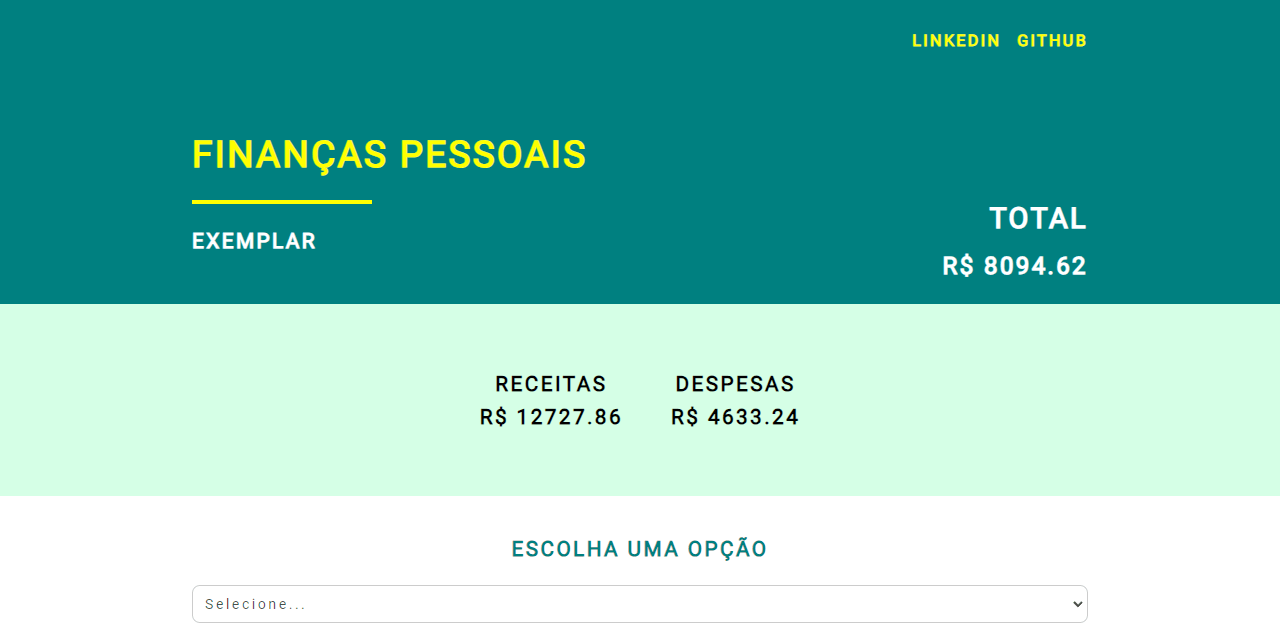 LINKEDIN GITHUB
FINANÇAS PESSOAIS
EXEMPLAR
TOTAL
R$ 8094.62
RECEITAS
R$ 12727.86
DESPESAS
R$ 4633.24
ESCOLHA UMA OPÇÃO
Selecione...